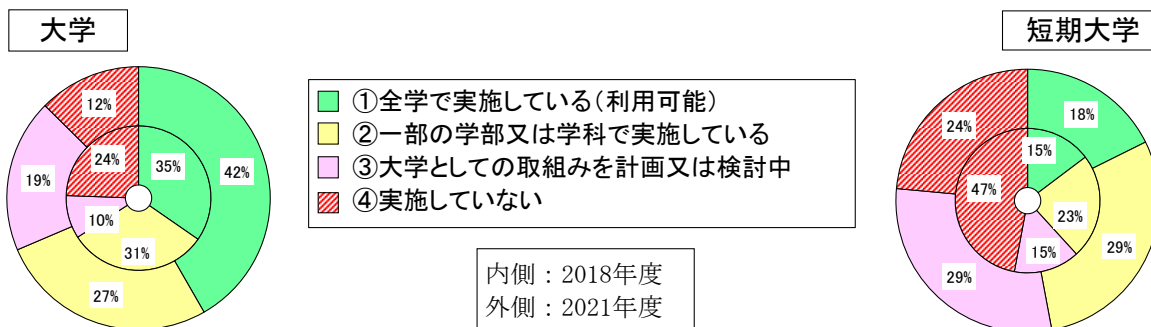 大学
短期大学
①全学で実施している(利用可能)
②一部の学部又は学科で実施している
③大学としての取組みを計画又は検討中
④実施していない
12%
24%
35%
42%
19%
10%
31%
27%
24%
18%
15%
47%
23%
15%
29%
29%
内側：2018年度
外側：2021年度